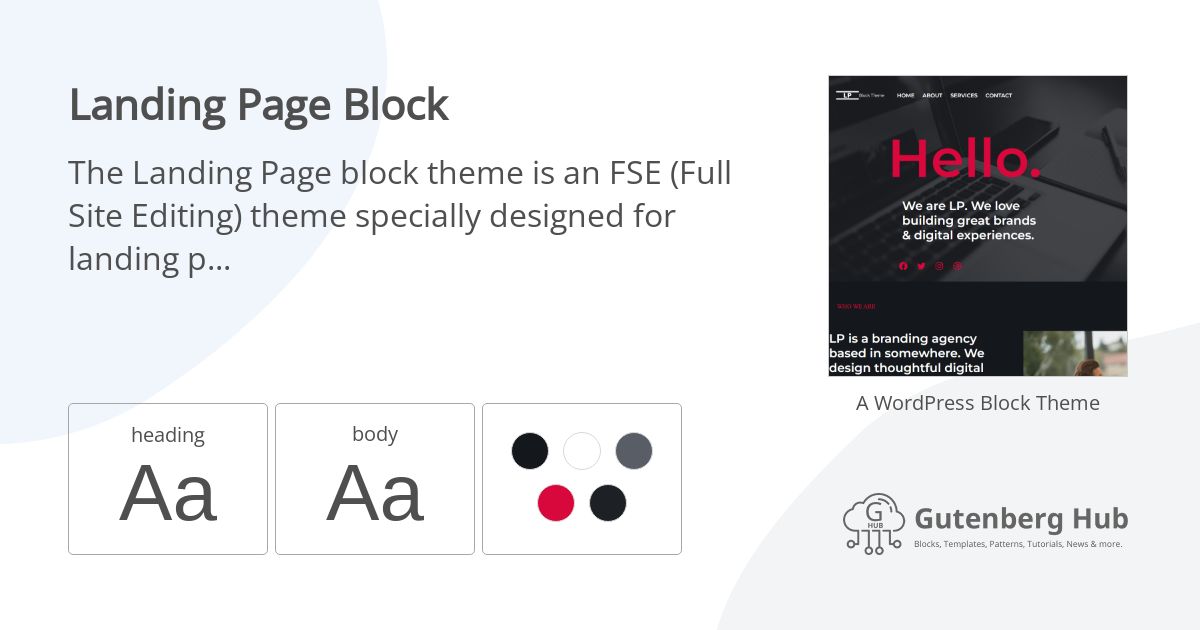 Landing Page Block
The Landing Page block theme is an FSE (Full
Site Editing) theme specially designed for
landing p...
heading
Aa
body
Aa
LP Block Theme HOME ABOUT SERVICES CONTACT
Hello.
We are LP. We love
building great brands
& digital experiences.
WHO WE ARE
LP is a branding agency
based in somewhere. We
design thoughtful digital
A WordPress Block Theme
G
HUB
Gutenberg Hub
Blocks, Templates, Patterns, Tutorials, News & more.